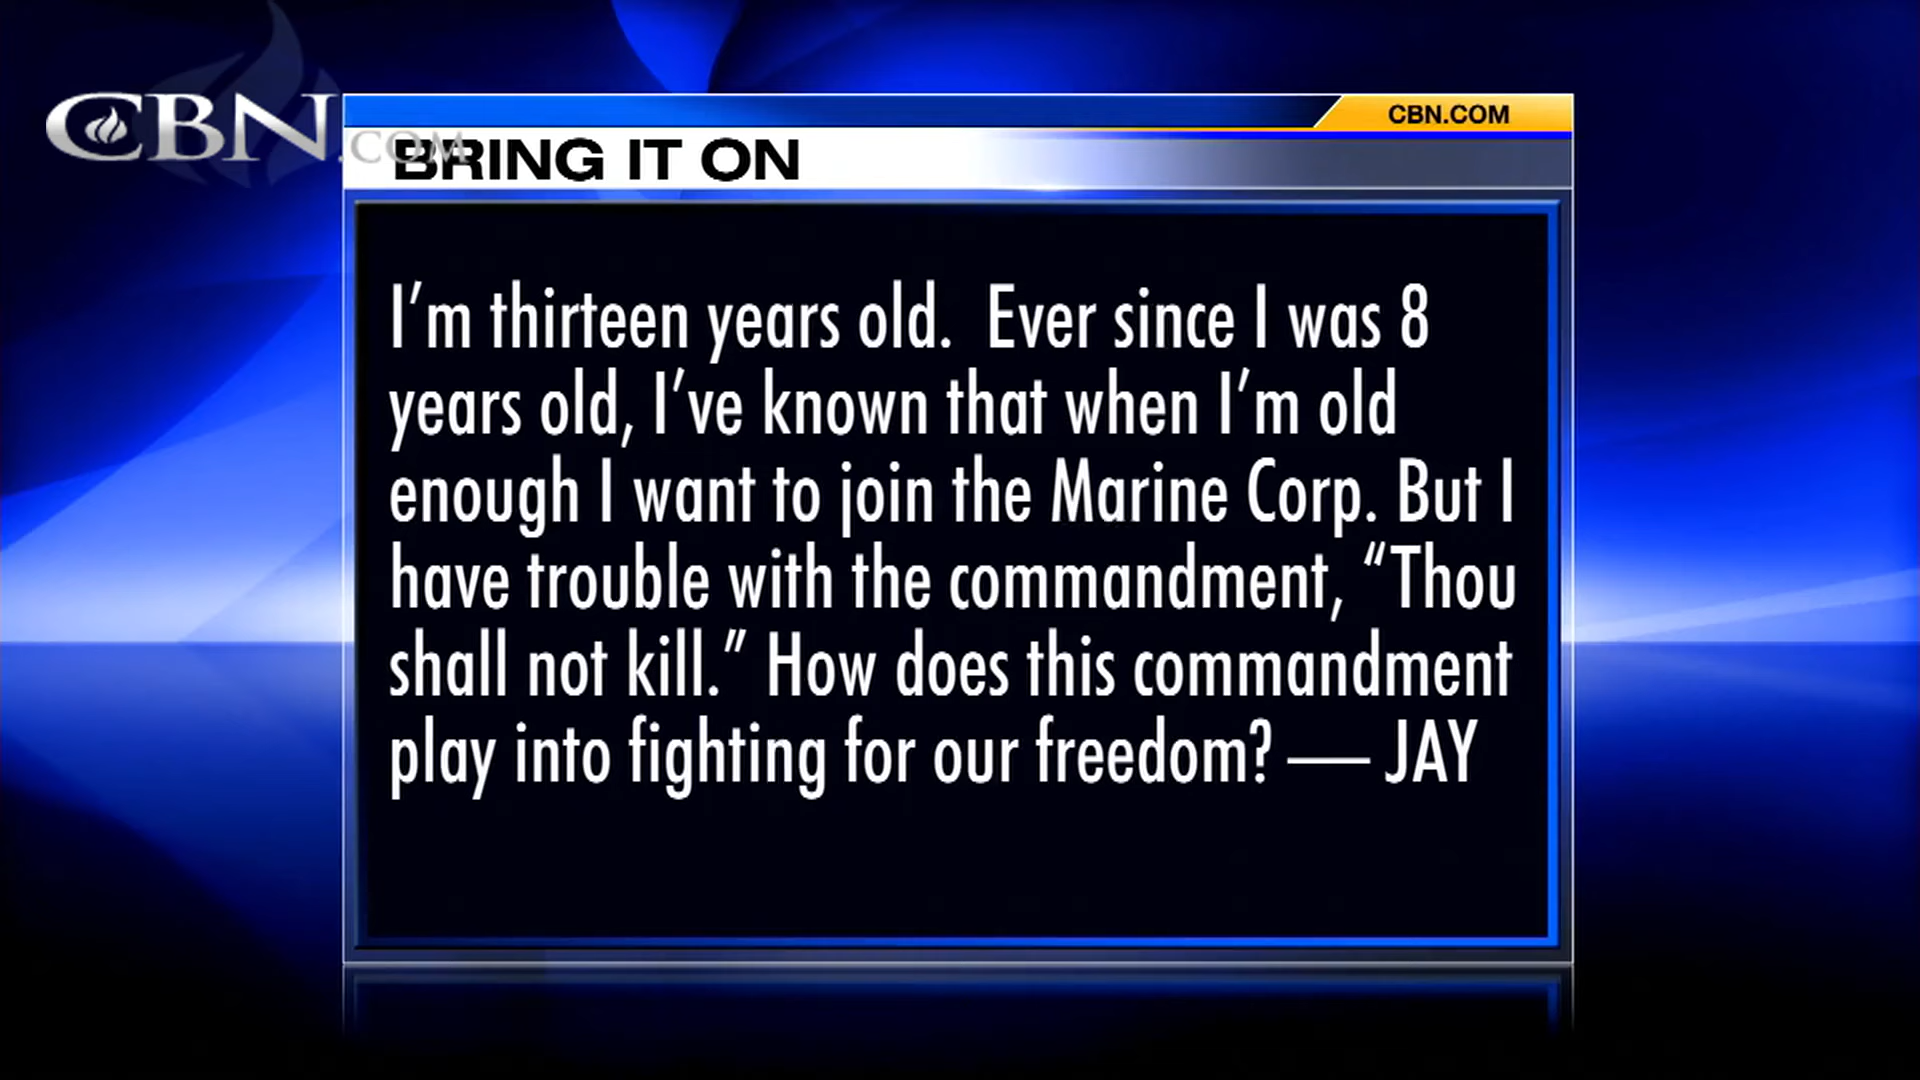 CBN.COM
CBN.COM
BRING IT ON
I'm thirteen years old.  Ever since I was 8
years old, I've known that when I'm old
enough I want to join the Marine Corp. But I
have trouble with the commandment, “Thou
shall not kill.” How does this commandment
play into fighting for our freedom? — JAY